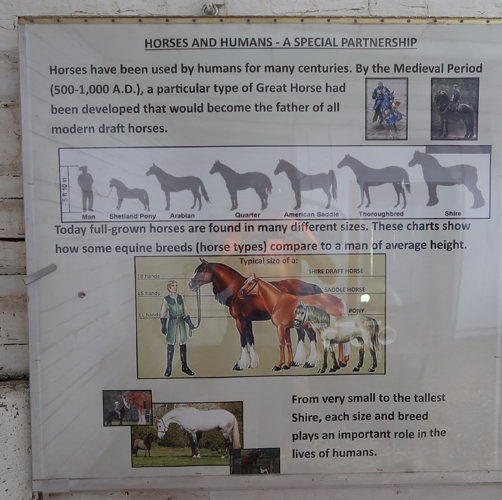 HORSES AND HUMANS - A SPECIAL PARTNERSHIP
Horses have been used by humans for many centuries. By the Medieval Period
(500-1,000 A.D.), a particular type of Great Horse had
been developed that would become the father of all
modern draft horses.
Man Shetland Pony Arabian Quarter American Saddle Thoroughbred Shire
Today full-grown horses are found in many different sizes. These charts show
how some equine breeds (horse types) compare to a man of average height.
Typical size of a:
SHIRE DRAFT HORSE
SADDLE HORSE
PONY
From very small to the tallest
Shire, each size and breed
plays an important role in the
lives of humans.